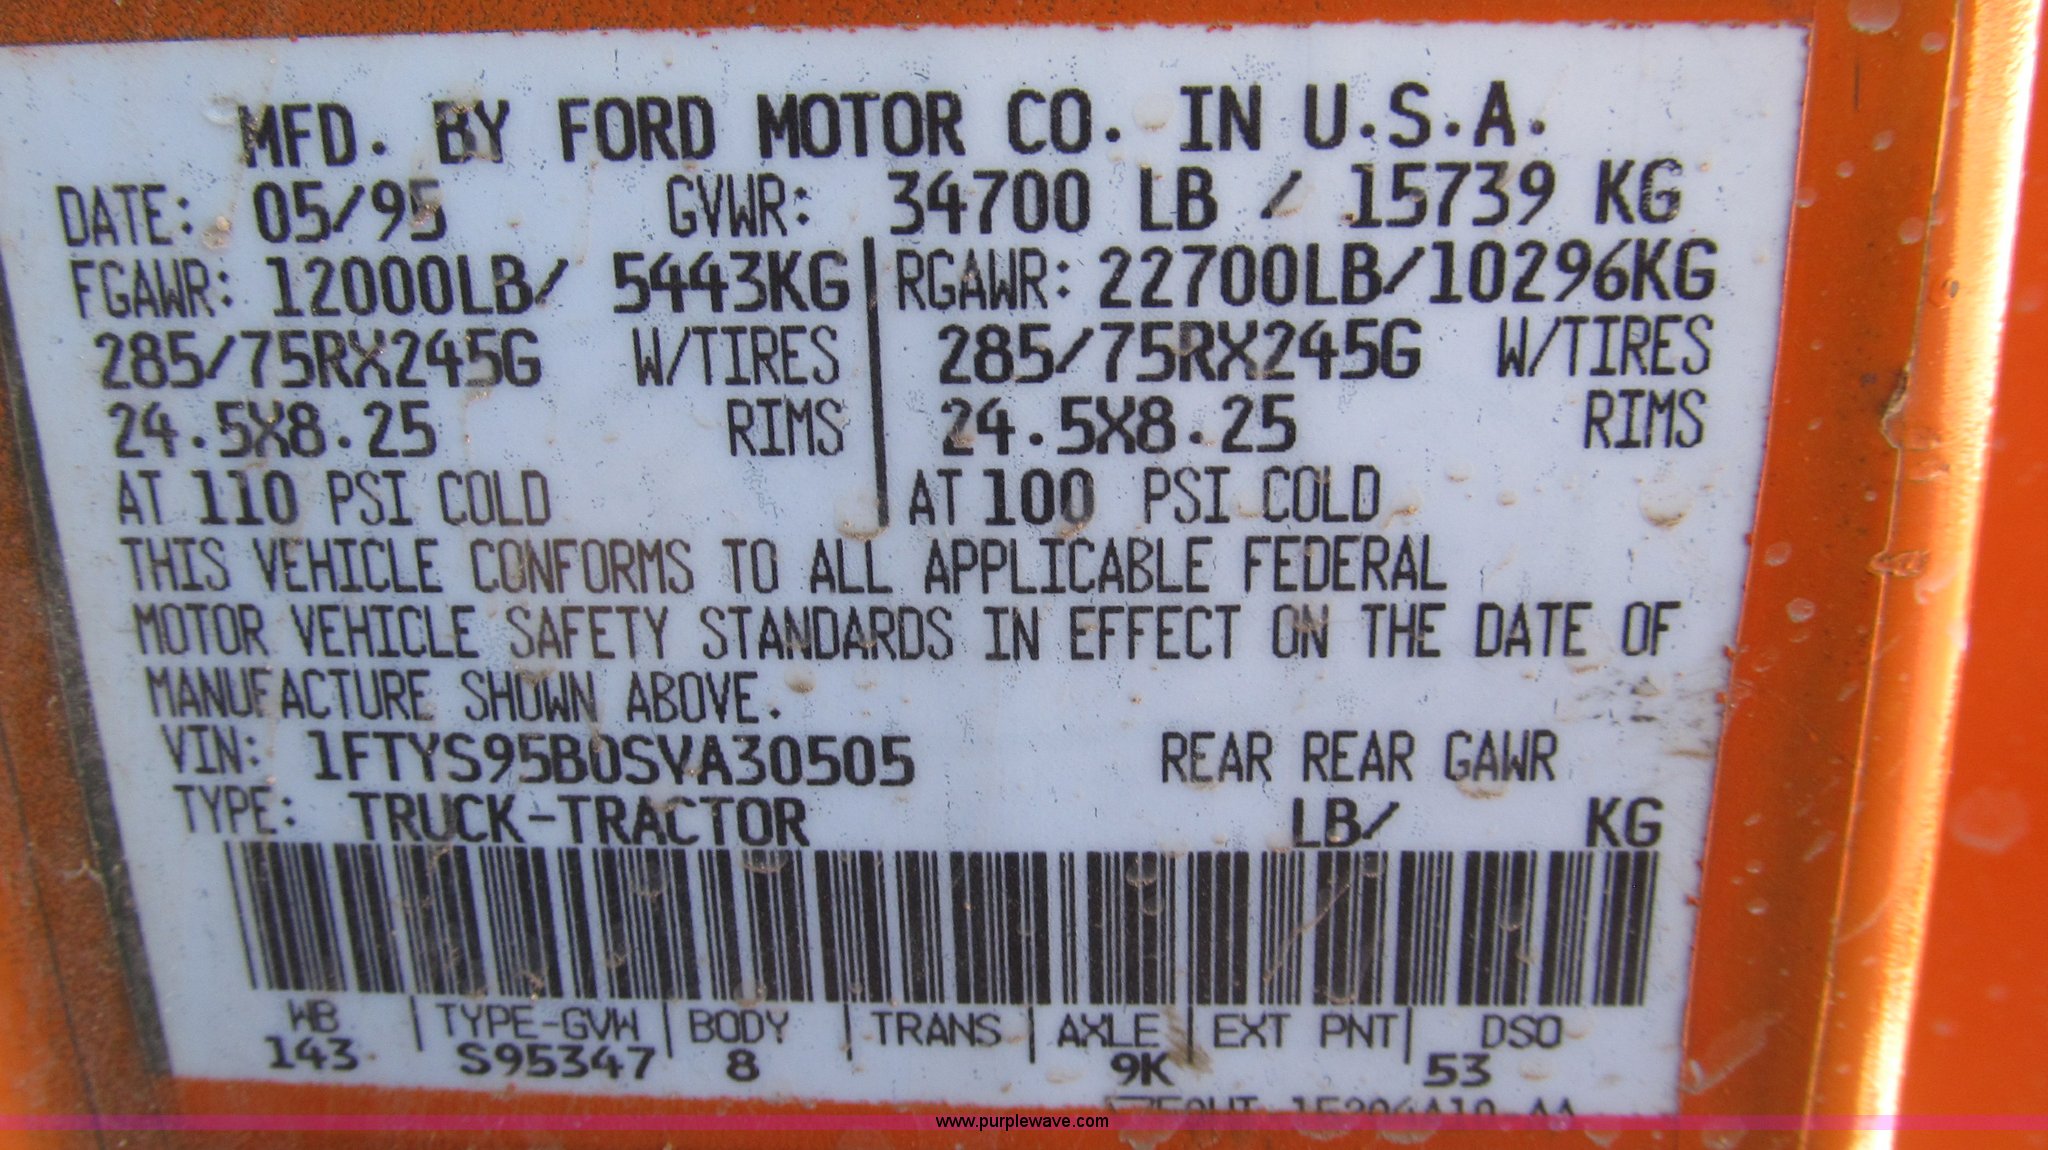 MFD. BY FORD MOTOR CO. IN U.S.A.
DATE: 05/95 GVWR: 34700 LB / 15739 KG
FGAWR: 12000LB/ 5443KG RGAWR: 22700LB/10296KG
285/75RX245G W/TIRES 285/75RX245G W/TIRES
24.5X8.25 RIMS 24.5X8.25 RIMS
AT 110 PSI COLD AT 100 PSI COLD
THIS VEHICLE CONFORMS TO ALL APPLICABLE FEDERAL
MOTOR VEHICLE SAFETY STANDARDS IN EFFECT ON THE DATE OF
MANUFACTURE SHOWN ABOVE.
VIN: 1FTYS95B0SVA30505 REAR REAR GAWR
TYPE: TRUCK-TRACTOR LB/ KG
WB TYPE-GVW BODY TRANS AXLE EXT PNT DSO
143 S95347 8 9K 53
www.purplewave.com